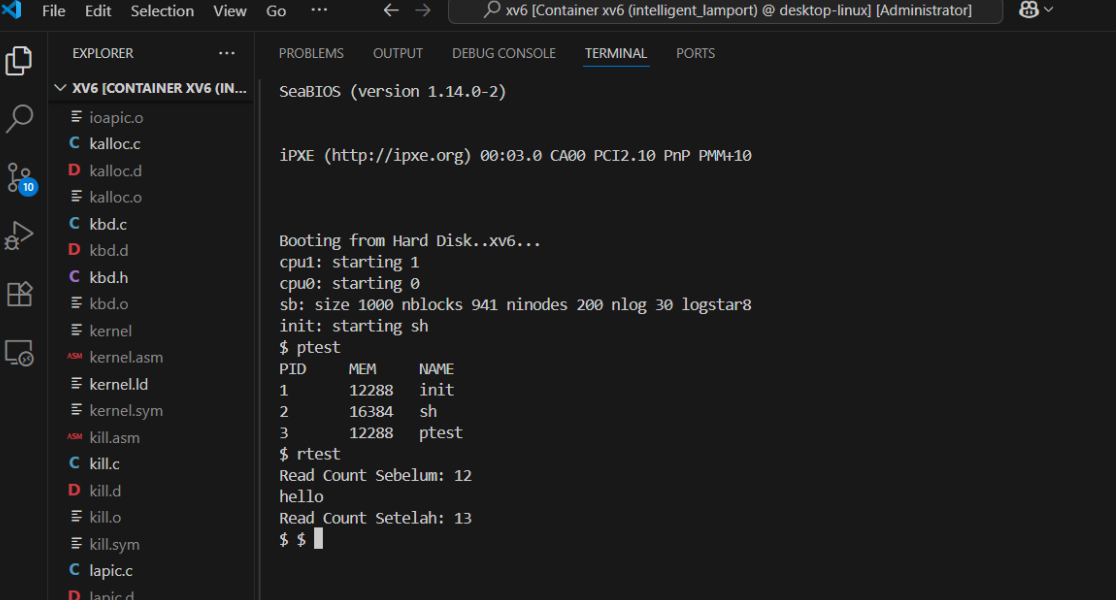 File Edit Selection View Go ··· xv6 [Container xv6 (intelligent_lamport) @ desktop-linux] [Administrator]
EXPLORER ···
XV6 [CONTAINER XV6 (IN...
ioapic.o
C kalloc.c
D kalloc.d
kalloc.o
10
C kbd.c
D kbd.d
C kbd.h
kbd.o
kernel
ASM kernel.asm
kernel.ld
kernel.sym
ASM kill.asm
C kill.c
D kill.d
kill.o
kill.sym
C lapic.c
D lapic.d
PROBLEMS OUTPUT DEBUG CONSOLE TERMINAL PORTS
SeaBIOS (version 1.14.0-2)
iPXE (http://ipxe.org) 00:03.0 CA00 PCI2.10 PnP PMM+10
Booting from Hard Disk..xv6...
cpu1: starting 1
cpu0: starting 0
sb: size 1000 nblocks 941 ninodes 200 nlog 30 logstar8
init: starting sh
$ ptest
PID MEM NAME
1 12288 init
2 16384 sh
3 12288 ptest
$ rtest
Read Count Sebelum: 12
hello
Read Count Setelah: 13
$ $